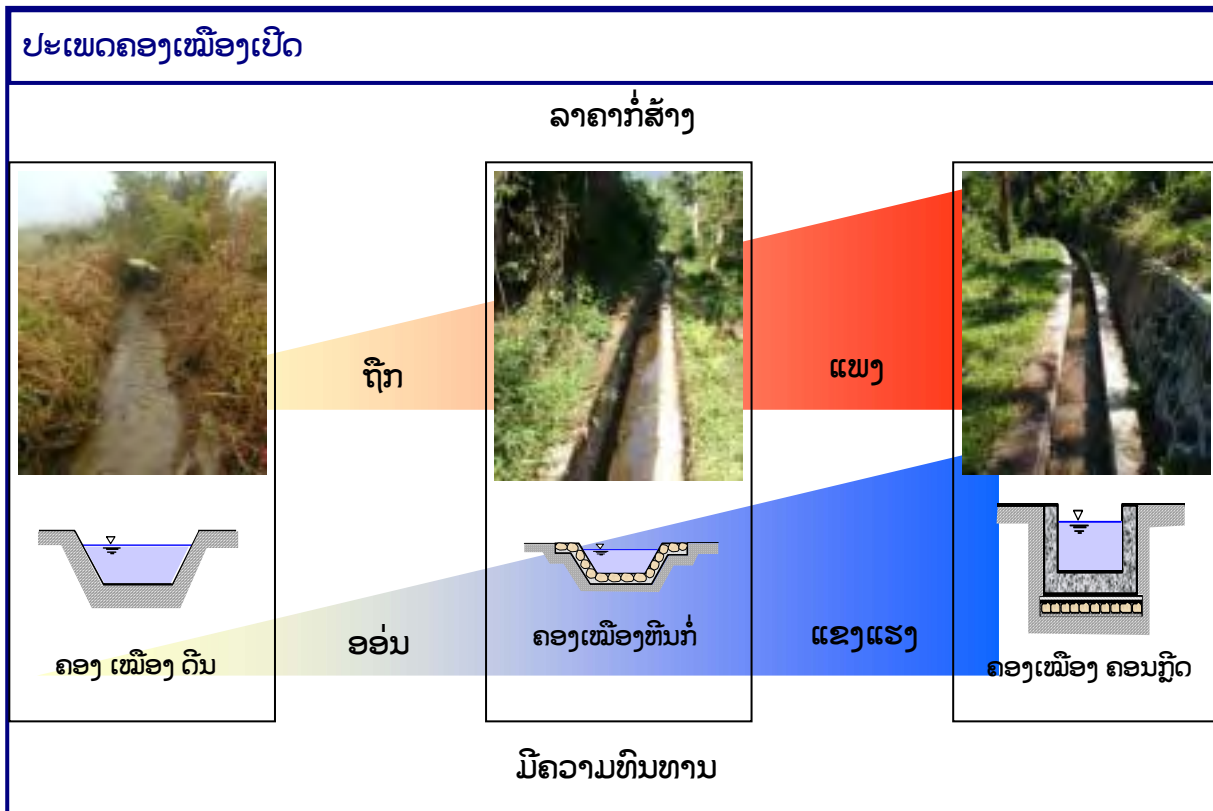 ປະເພດຄອງເໝືອງເປີດ
ລາຄາກໍ່ສ້າງ
ຖືກ
ແພງ
ອອ່ນ
ແຂງແຮງ
ຄອງ ເໝືອງ ດີນ
ຄອງເໝືອງຫີນກໍ່
ຄອງເໝືອງ ຄອນກຼີດ
ມີຄວາມທົນທານ